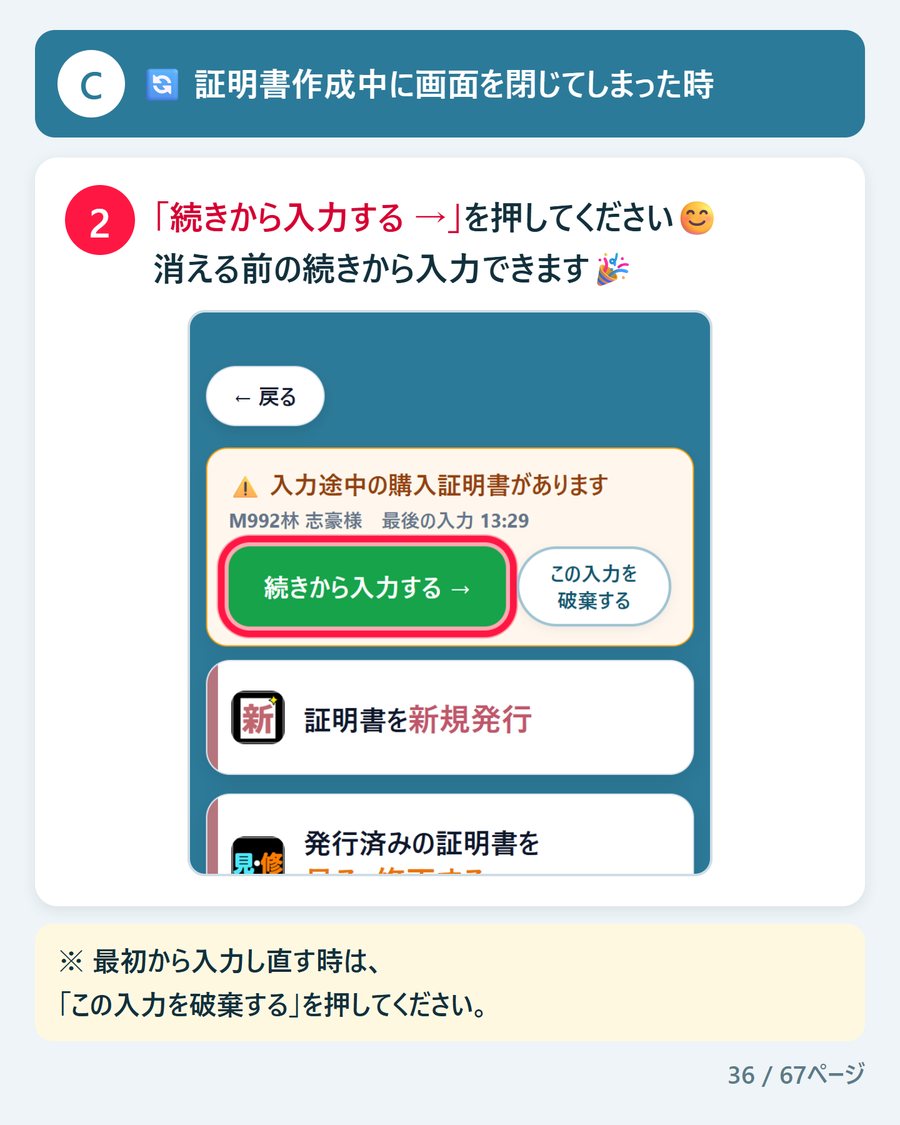 C 🔄 証明書作成中に画面を閉じてしまった時
2 「続きから入力する →」を押してください😊
消える前の続きから入力できます🎉
← 戻る
⚠️ 入力途中の購入証明書があります
M992林 志豪様 最後の入力 13:29
続きから入力する →
この入力を
破棄する
新 証明書を新規発行
発行済みの証明書を
見・修
※ 最初から入力し直す時は、
「この入力を破棄する」を押してください。
36 / 67ページ